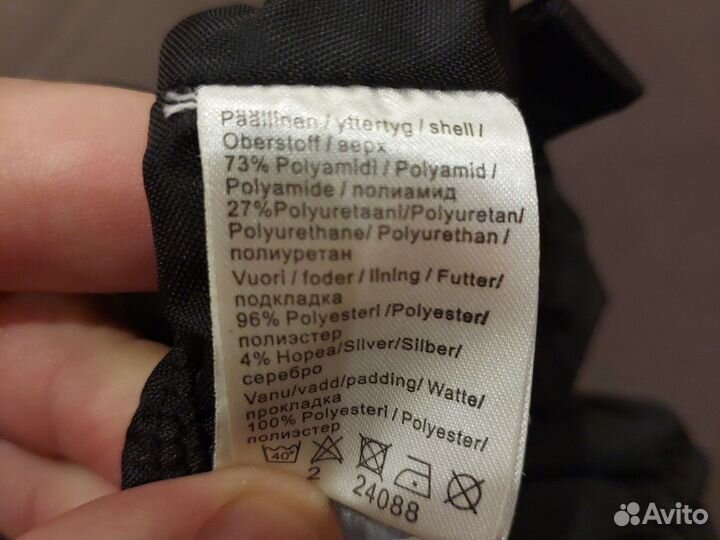 Päällinen / yttertyg / shell /
Oberstoff / верх
73% Polyamidi / Polyamid /
Polyamide / полиамид
27%Polyuretaani/Polyuretan/
Polyurethane/ Polyurethan /
полиуретан
Vuori / foder / lining / Futter/
подкладка
96% Polyesteri /Polyester/
полиэстер
4% Hopea/Silver/Silber/
серебро
Vanu/vadd/padding/ Watte/
прокладка
100% Polyesteri / Polyester/
полиэстер
40°
2
24088
Avito